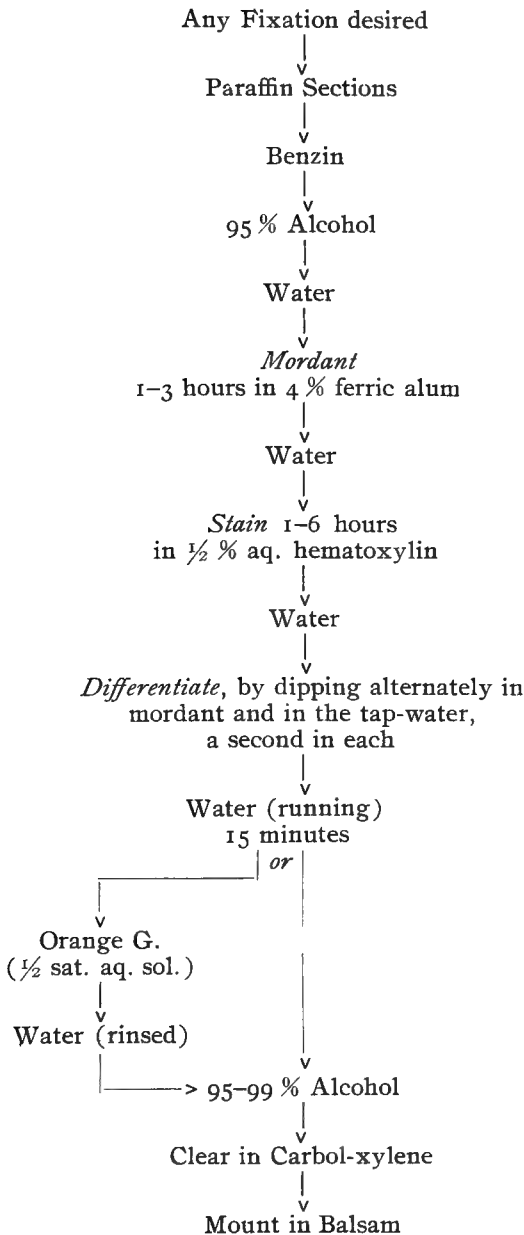 Any Fixation desired
Paraffin Sections
Benzin
95 % Alcohol
Water
Mordant
1–3 hours in 4 % ferric alum
Water
Stain 1–6 hours
in ½ % aq. hematoxylin
Water
Differentiate, by dipping alternately in
mordant and in the tap-water,
a second in each
Water (running)
15 minutes
or
Orange G.
(½ sat. aq. sol.)
Water (rinsed)
95–99 % Alcohol
Clear in Carbol-xylene
Mount in Balsam